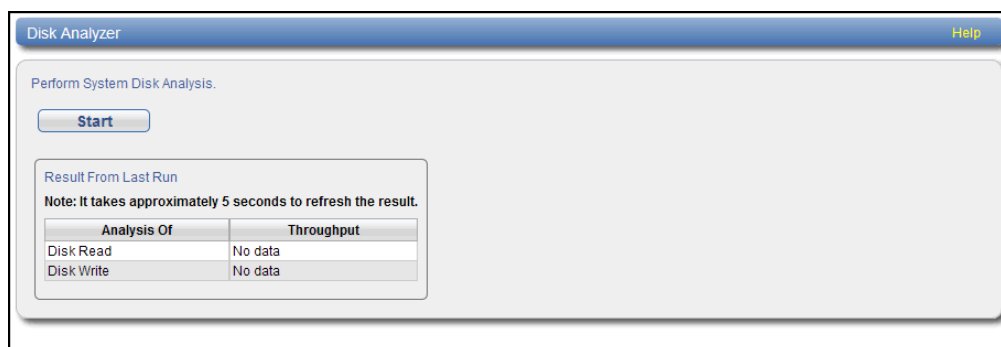 Disk Analyzer Help
Perform System Disk Analysis.
Start
Result From Last Run
Note: It takes approximately 5 seconds to refresh the result.
Analysis Of Throughput
Disk Read No data
Disk Write No data